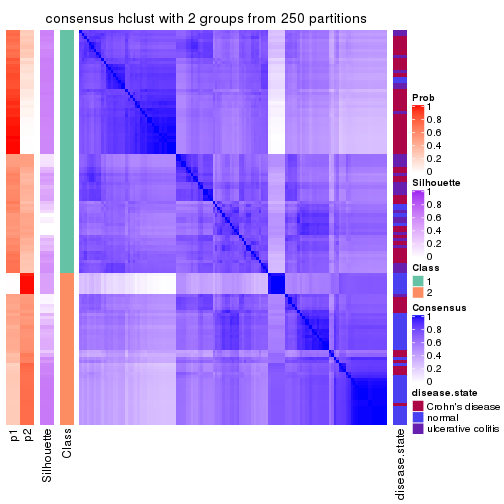 consensus hclust with 2 groups from 250 partitions
Prob
1
0.8
0.6
0.4
0.2
0
Silhouette
1
0.8
0.6
0.4
0.2
0
Class
1
2
Consensus
1
0.8
0.6
0.4
0.2
0
disease.state
Crohn's disease
normal
ulcerative colitis
p1
p2
Silhouette
Class
disease.state